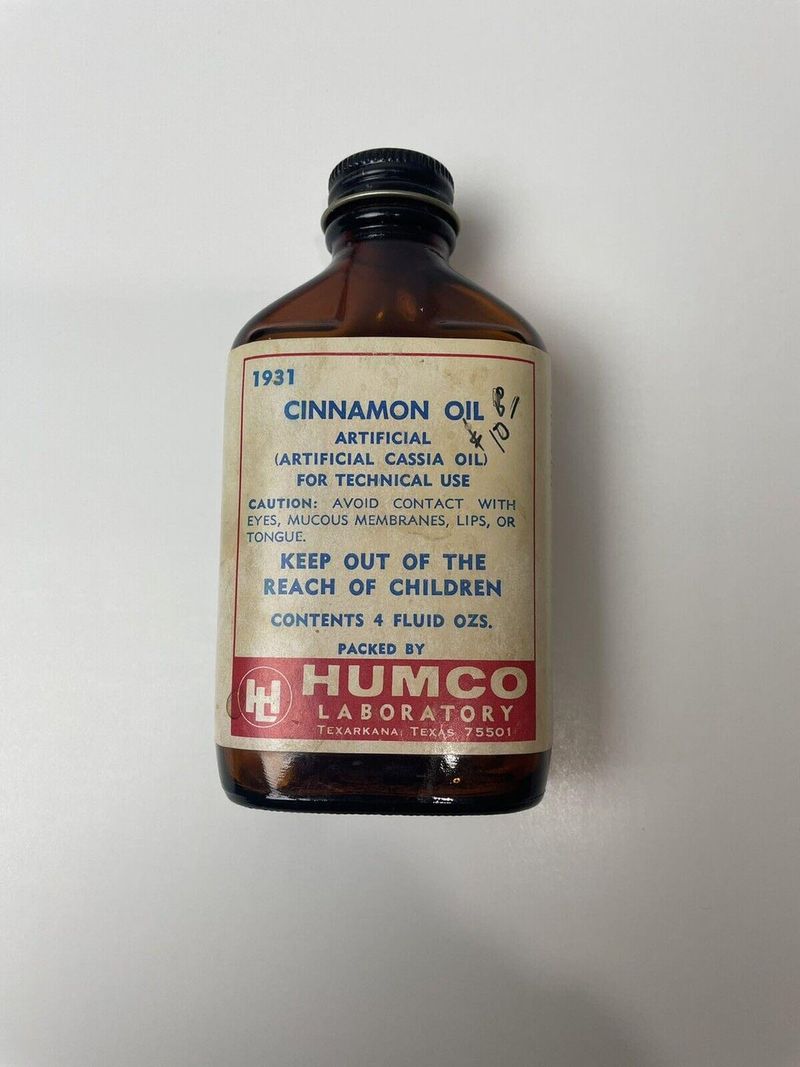 1931
CINNAMON OIL
ARTIFICIAL
(ARTIFICIAL CASSIA OIL)
FOR TECHNICAL USE
CAUTION: AVOID CONTACT WITH
EYES, MUCOUS MEMBRANES, LIPS, OR
TONGUE.
KEEP OUT OF THE
REACH OF CHILDREN
CONTENTS 4 FLUID OZS.
PACKED BY
HUMCO
LABORATORY
TEXARKANA, TEXAS 75501